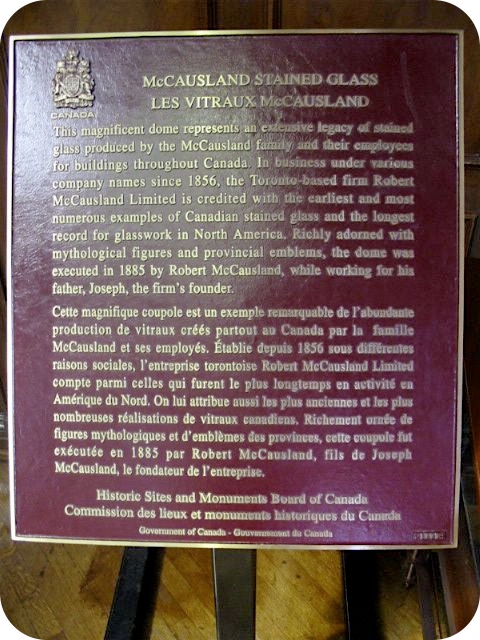 CANADA
McCAUSLAND STAINED GLASS
LES VITRAUX McCAUSLAND
This magnificent dome represents an extensive legacy of stained
glass produced by the McCausland family and their employees
for buildings throughout Canada. In business under various
company names since 1856, the Toronto-based firm Robert
McCausland Limited is credited with the earliest and most
numerous examples of Canadian stained glass and the longest
record for glasswork in North America. Richly adorned with
mythological figures and provincial emblems, the dome was
executed in 1885 by Robert McCausland, while working for his
father, Joseph, the firm's founder.
Cette magnifique coupole est un exemple remarquable de l'abondante
production de vitraux créés partout au Canada par la famille
McCausland et ses employés. Établie depuis 1856 sous différentes
raisons sociales, l'entreprise torontoise Robert McCausland Limited
compte parmi celles qui furent le plus longtemps en activité en
Amérique du Nord. On lui attribue aussi les plus anciennes et les plus
nombreuses réalisations de vitraux canadiens. Richement ornée de
figures mythologiques et d'emblèmes des provinces, cette coupole fut
exécutée en 1885 par Robert McCausland, fils de Joseph
McCausland, le fondateur de l'entreprise.
Historic Sites and Monuments Board of Canada
Commission des lieux et monuments historiques du Canada
Government of Canada - Gouvernement du Canada